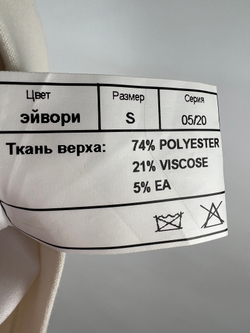 Цвет Размер Серия
эйвори S 05/20
Ткань верха: 74% POLYESTER
21% VISCOSE
5% EA